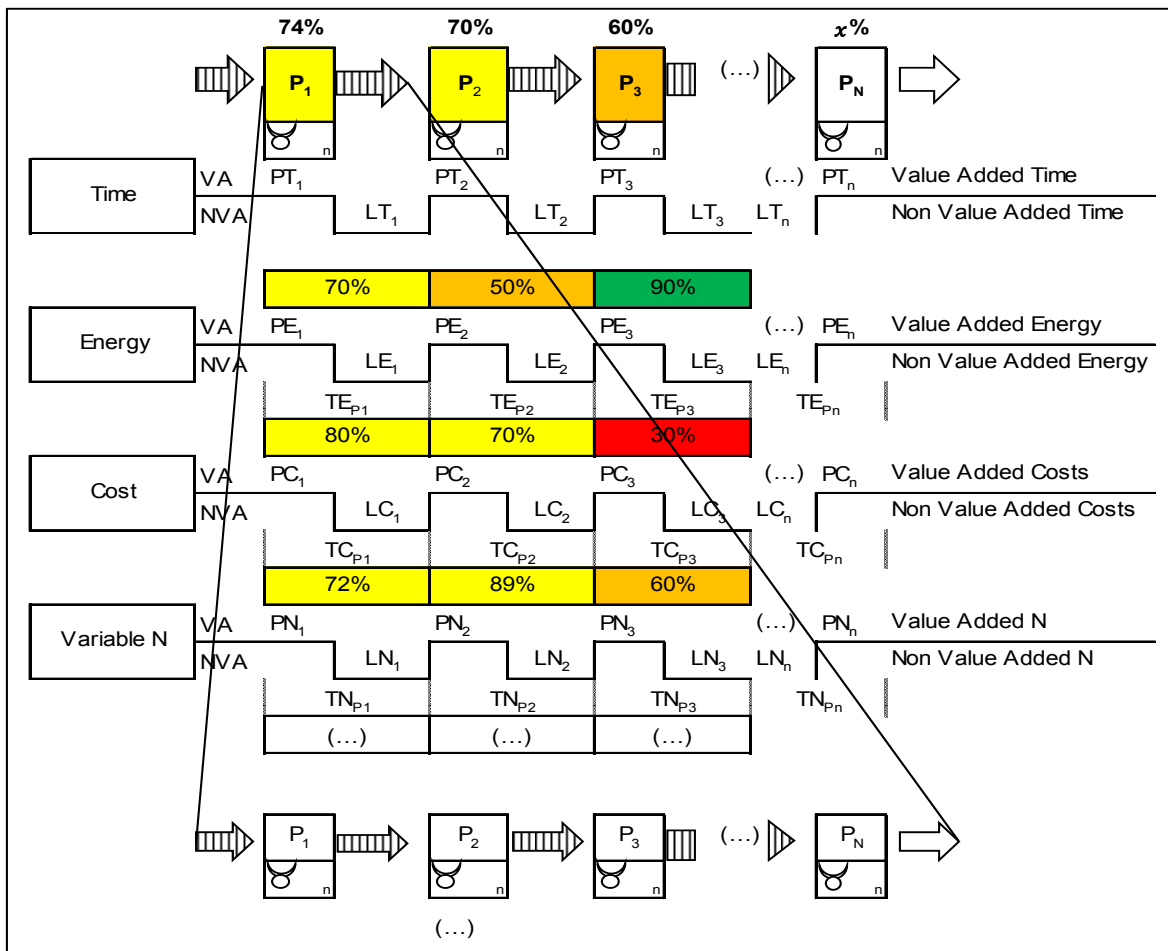 74% 70% 60% x%
P1 P2 P3 (...) PN
n n n n
Time VA PT1 PT2 PT3 (...) PTn Value Added Time
NVA LT1 LT2 LT3 LTn Non Value Added Time
70% 50% 90%
Energy VA PE1 PE2 PE3 (...) PEn Value Added Energy
NVA LE1 LE2 LE3 LEn Non Value Added Energy
TEP1 TEP2 TEP3 TEPn
80% 70% 30%
Cost VA PC1 PC2 PC3 (...) PCn Value Added Costs
NVA LC1 LC2 LC3 LCn Non Value Added Costs
TCP1 TCP2 TCP3 TCPn
72% 89% 60%
Variable N VA PN1 PN2 PN3 (...) PNn Value Added N
NVA LN1 LN2 LN3 LNn Non Value Added N
TNP1 TNP2 TNP3 TNPn
(...) (...) (...)
P1 P2 P3 (...) PN
n n n n
(...)